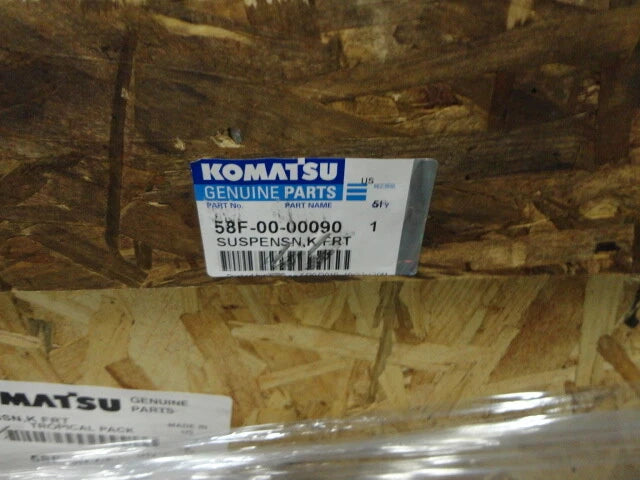 KOMATSU
GENUINE PARTS
US
PART No. PART NAME
58F-00-00090 1
SUSPENSN,K FRT
MATSU GENUINE
PARTS
SN,K FRT
TROPICAL PACK
MADE IN